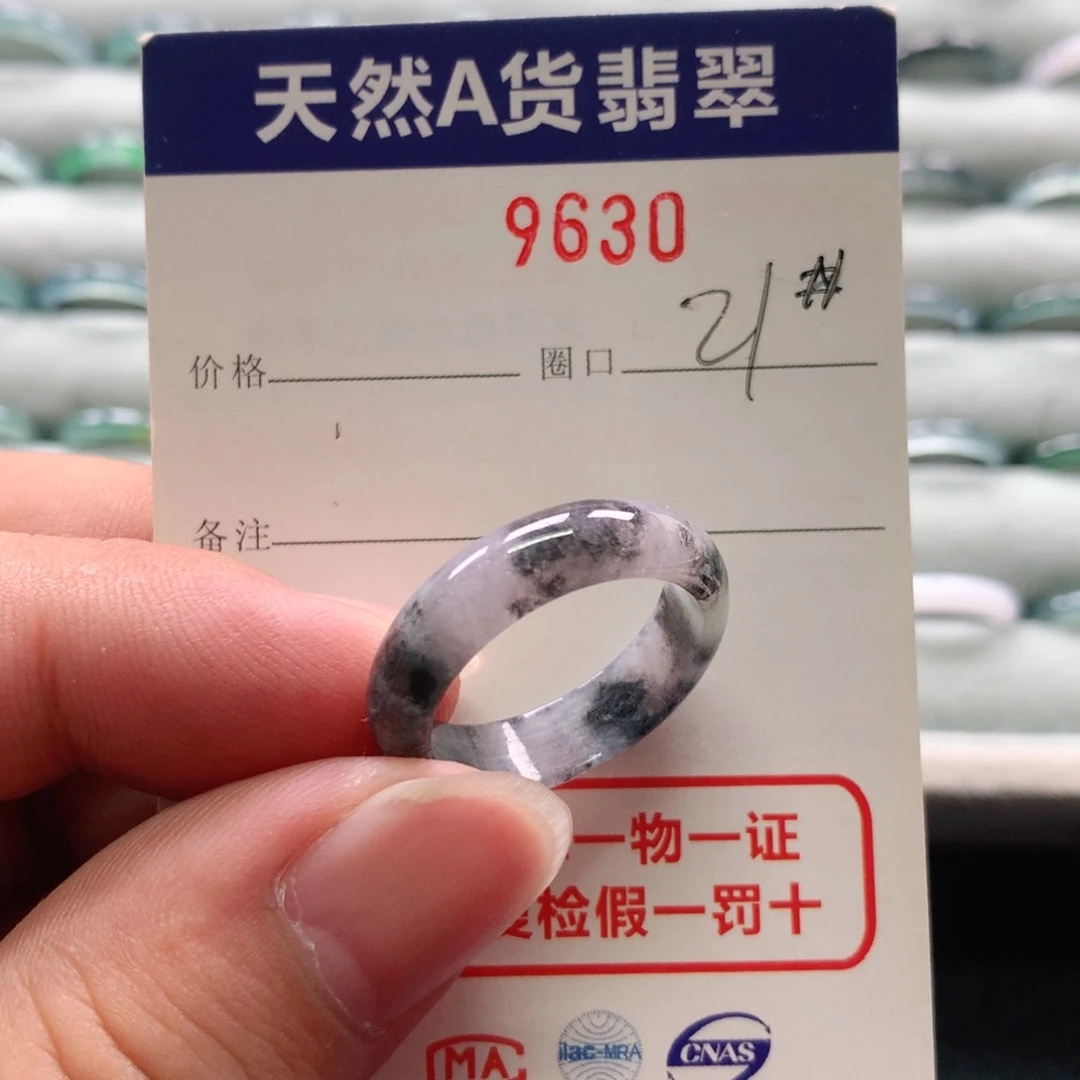 天然A货翡翠
9630
价格 圈口 21#
备注
一物一证
检假一罚十
MA ilac-MRA CNAS